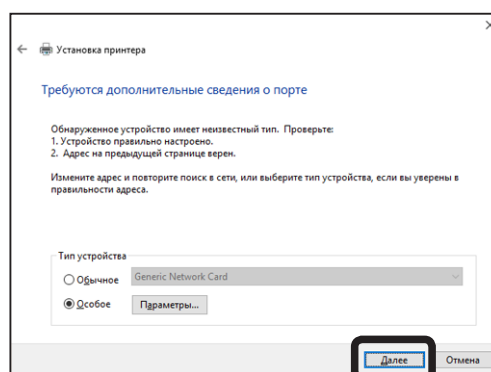 Установка принтера
Требуются дополнительные сведения о порте
Обнаруженное устройство имеет неизвестный тип. Проверьте:
1. Устройство правильно настроено.
2. Адрес на предыдущей странице верен.
Измените адрес и повторите поиск в сети, или выберите тип устройства, если вы уверены в
правильности адреса.
Тип устройства
Обычное Generic Network Card
Особое Параметры...
Далее Отмена